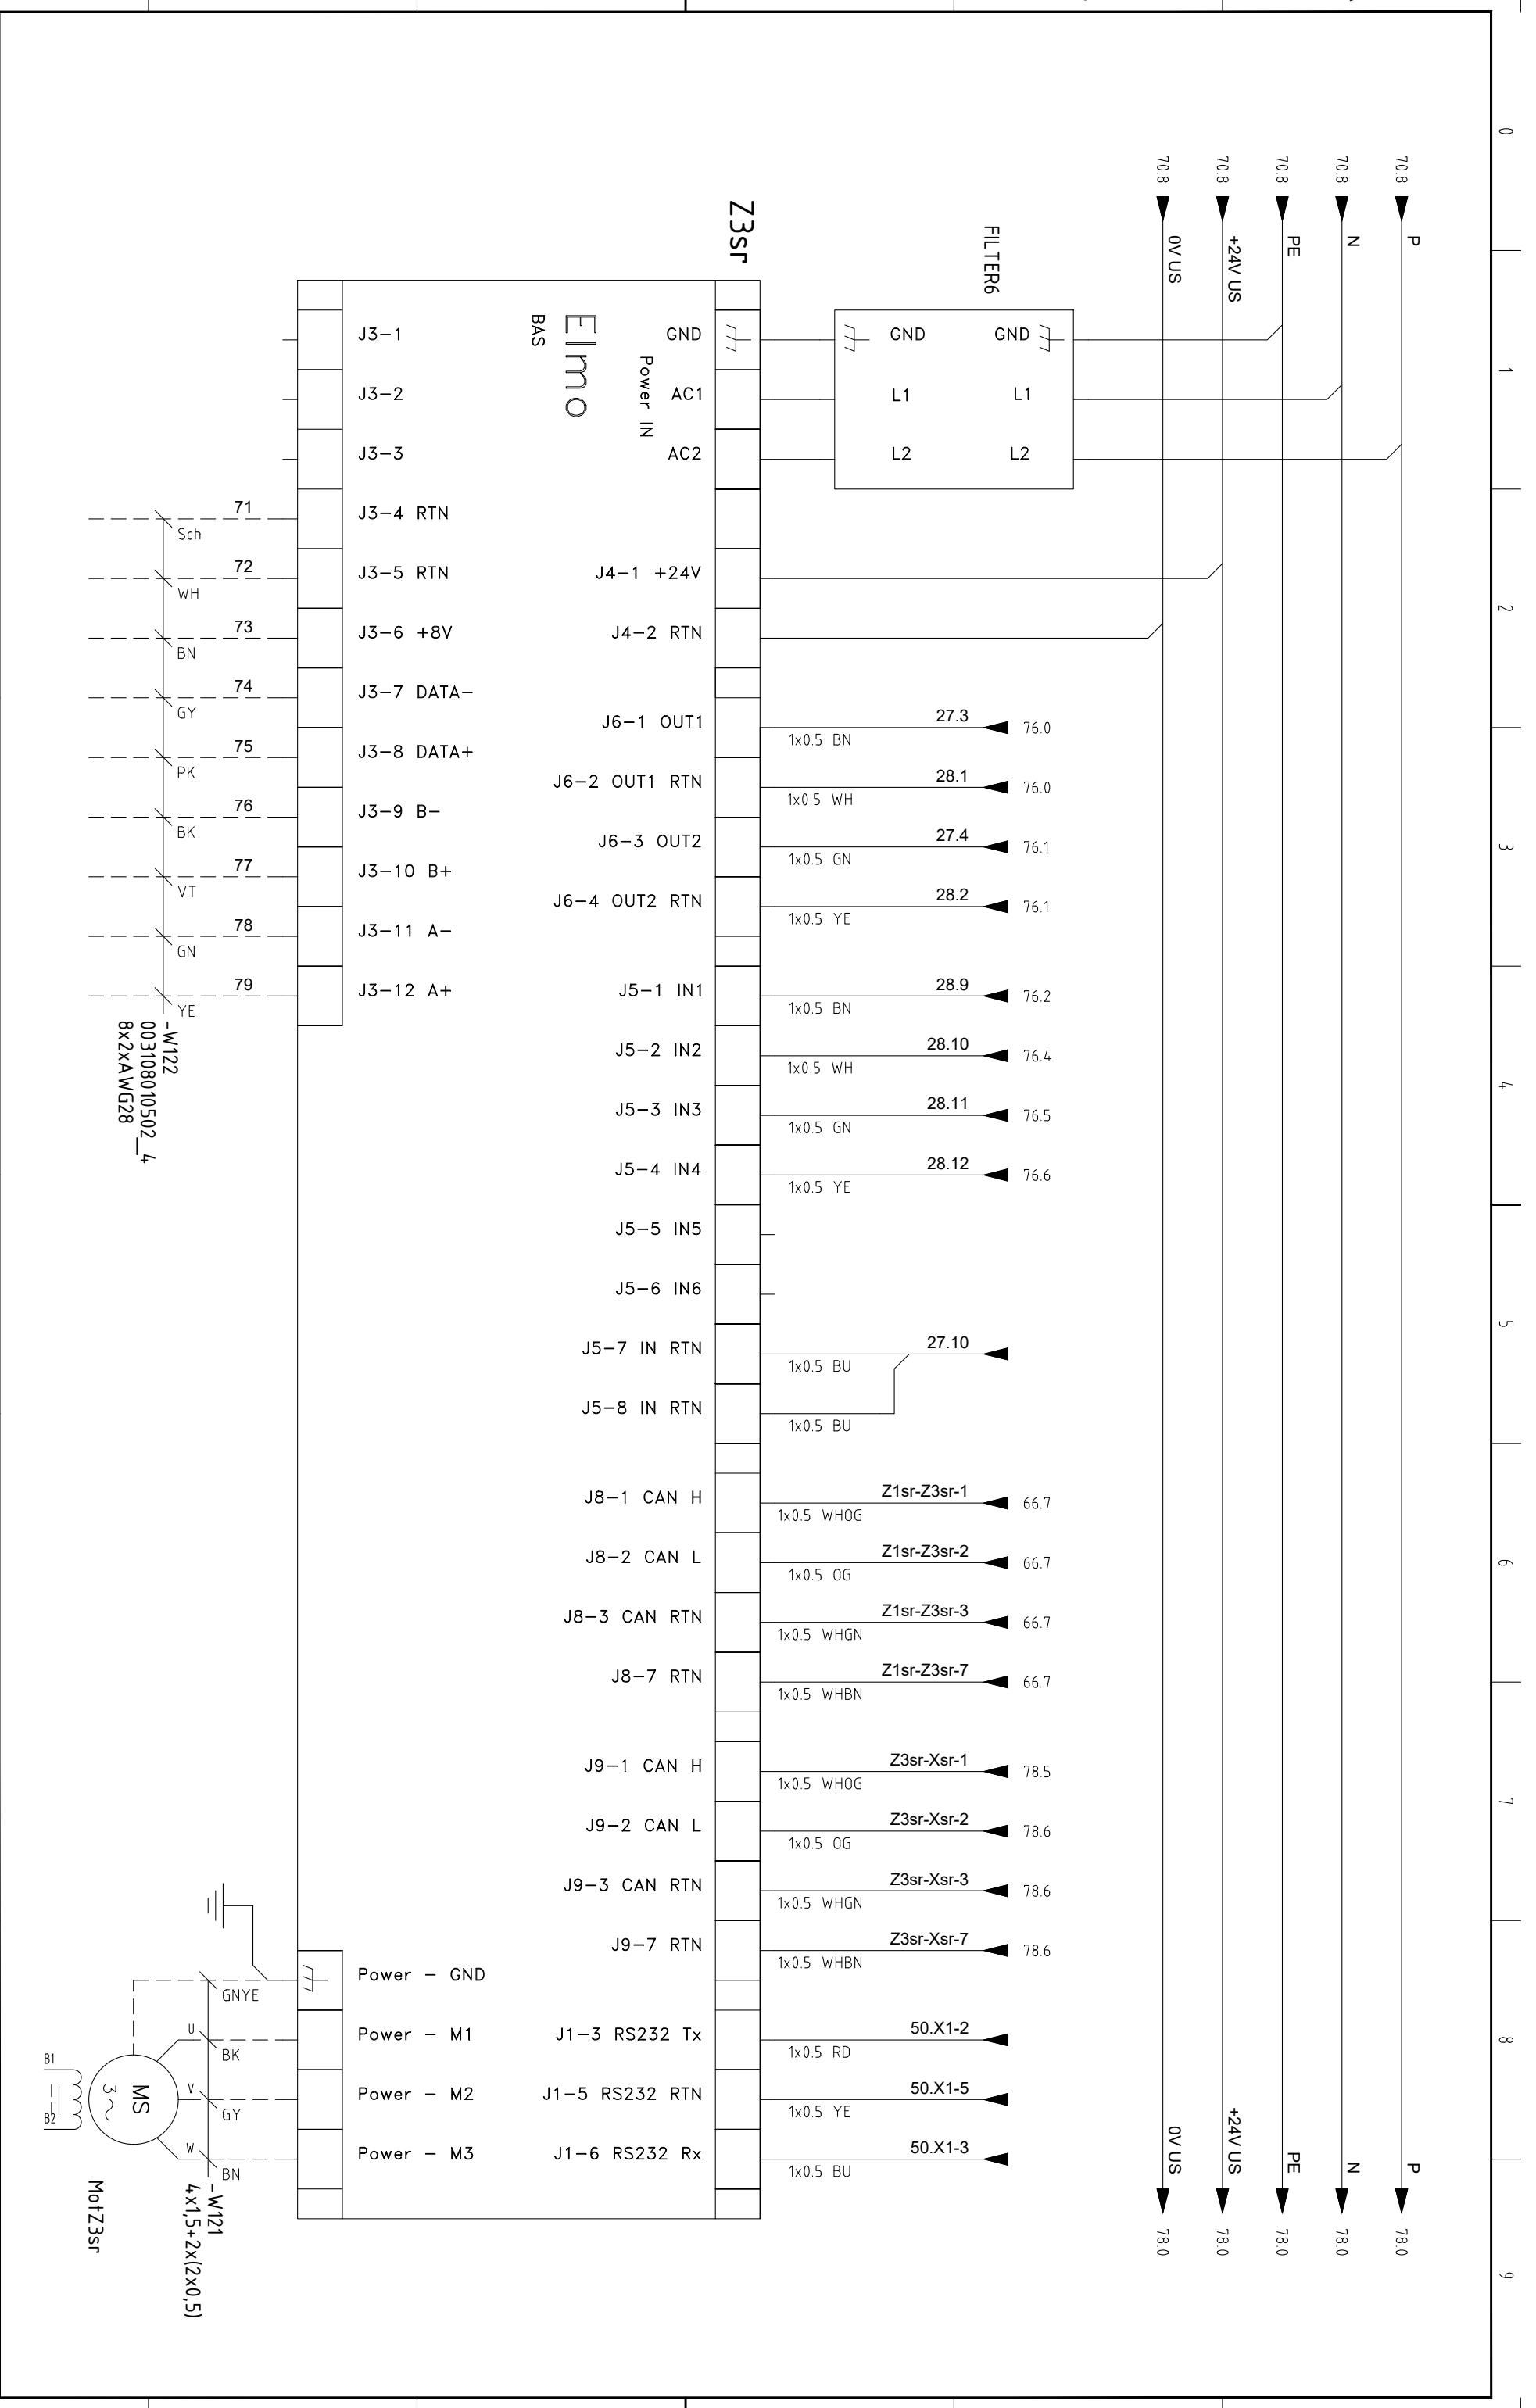 0
1
2
3
4
5
6
7
8
9
70.8
70.8
70.8
70.8
70.8
0V US
+24V US
PE
N
P
FILTER6
Z3sr
GND
GND
L1
L1
L2
L2
Elmo
BAS
Power IN
GND
AC1
AC2
J4-1 +24V
J4-2 RTN
J6-1 OUT1
1x0.5 BN
27.3
76.0
J6-2 OUT1 RTN
1x0.5 WH
28.1
76.0
J6-3 OUT2
1x0.5 GN
27.4
76.1
J6-4 OUT2 RTN
1x0.5 YE
28.2
76.1
J5-1 IN1
1x0.5 BN
28.9
76.2
J5-2 IN2
1x0.5 WH
28.10
76.4
J5-3 IN3
1x0.5 GN
28.11
76.5
J5-4 IN4
1x0.5 YE
28.12
76.6
J5-5 IN5
J5-6 IN6
J5-7 IN RTN
1x0.5 BU
27.10
J5-8 IN RTN
1x0.5 BU
J8-1 CAN H
1x0.5 WHOG
Z1sr-Z3sr-1
66.7
J8-2 CAN L
1x0.5 OG
Z1sr-Z3sr-2
66.7
J8-3 CAN RTN
1x0.5 WHGN
Z1sr-Z3sr-3
66.7
J8-7 RTN
1x0.5 WHBN
Z1sr-Z3sr-7
66.7
J9-1 CAN H
1x0.5 WHOG
Z3sr-Xsr-1
78.5
J9-2 CAN L
1x0.5 OG
Z3sr-Xsr-2
78.6
J9-3 CAN RTN
1x0.5 WHGN
Z3sr-Xsr-3
78.6
J9-7 RTN
1x0.5 WHBN
Z3sr-Xsr-7
78.6
J1-3 RS232 Tx
1x0.5 RD
50.X1-2
J1-5 RS232 RTN
1x0.5 YE
50.X1-5
J1-6 RS232 Rx
1x0.5 BU
50.X1-3
J3-1
J3-2
J3-3
J3-4 RTN
71
Sch
J3-5 RTN
72
WH
J3-6 +8V
73
BN
J3-7 DATA-
74
GY
J3-8 DATA+
75
PK
J3-9 B-
76
BK
J3-10 B+
77
VT
J3-11 A-
78
GN
J3-12 A+
79
YE
-W122
003108010502__4
8x2xAWG28
Power - GND
GNYE
Power - M1
U
BK
Power - M2
V
GY
Power - M3
W
BN
-W121
4x1,5+2x(2x0,5)
MS
3
B1
B2
MotZ3sr
0V US
+24V US
PE
N
P
78.0
78.0
78.0
78.0
78.0